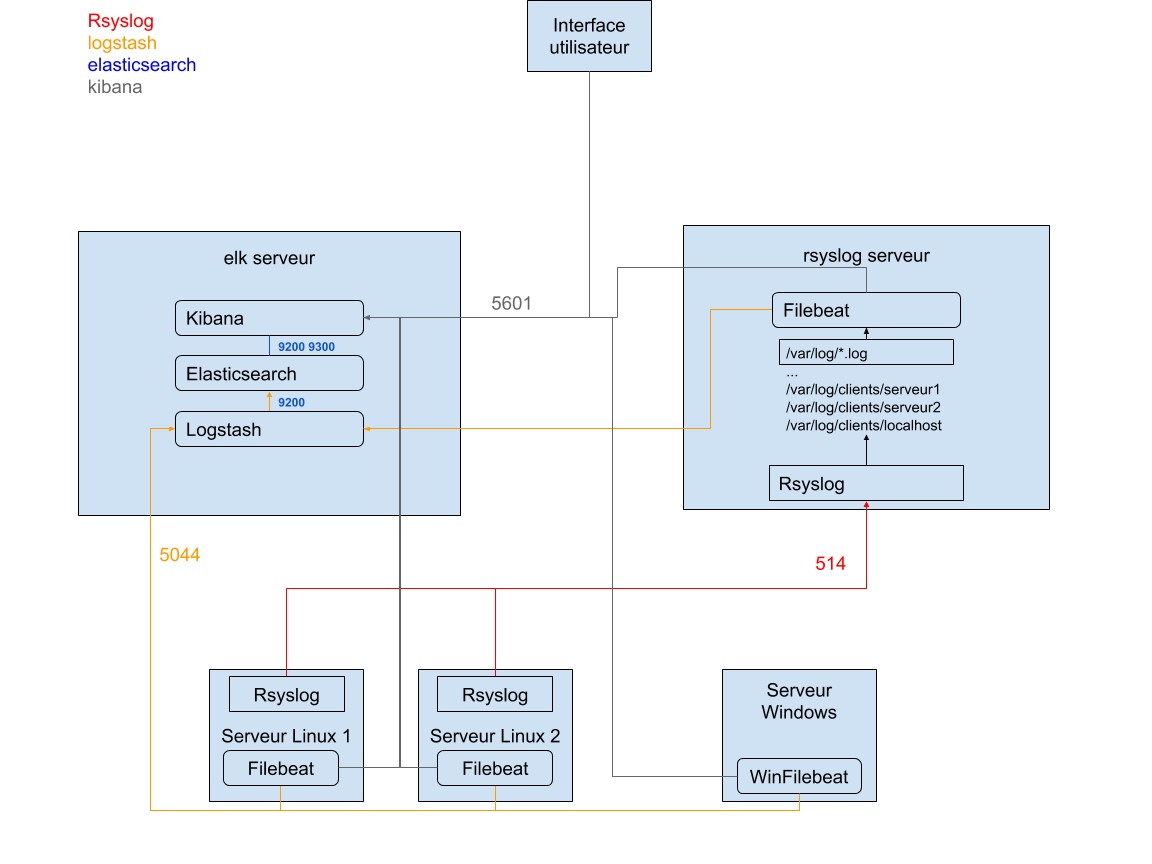 Rsyslog
logstash
elasticsearch
kibana
Interface
utilisateur
elk serveur
Kibana
9200 9300
Elasticsearch
9200
Logstash
5601
rsyslog serveur
Filebeat
/var/log/*.log
...
/var/log/clients/serveur1
/var/log/clients/serveur2
/var/log/clients/localhost
Rsyslog
5044
514
Rsyslog
Serveur Linux 1
Filebeat
Rsyslog
Serveur Linux 2
Filebeat
Serveur
Windows
WinFilebeat